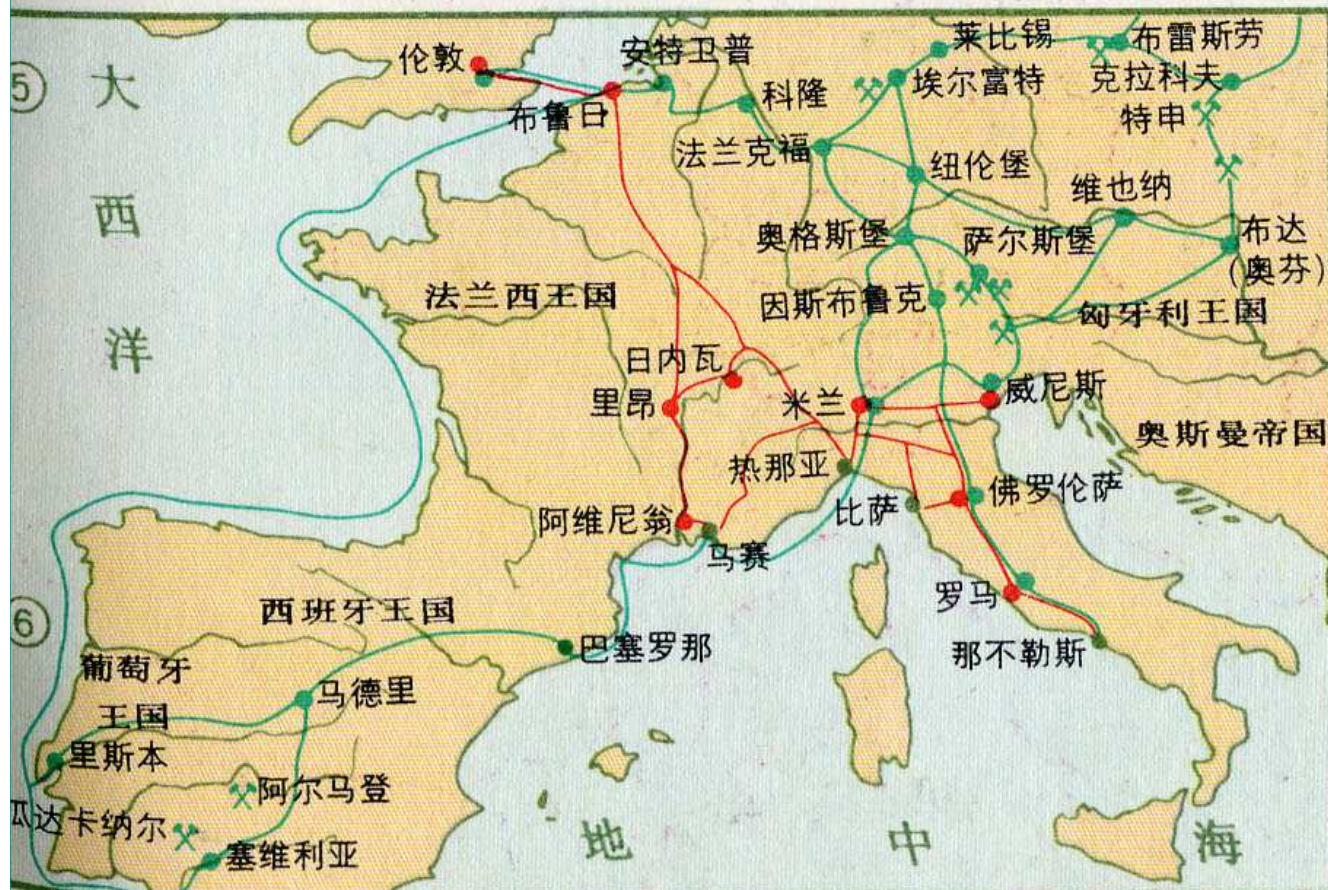 伦敦
安特卫普
莱比锡
布雷斯劳
⑤
大
埃尔富特
克拉科夫
科隆
特申
布鲁日
法兰克福
纽伦堡
维也纳
西
奥格斯堡
萨尔斯堡
布达
(奥芬)
法兰西王国
因斯布鲁克
匈牙利王国
洋
日内瓦
里昂
米兰
威尼斯
奥斯曼帝国
热那亚
佛罗伦萨
比萨
阿维尼翁
马赛
⑥
西班牙王国
罗马
巴塞罗那
那不勒斯
葡萄牙
王国
马德里
里斯本
阿尔马登
瓜达卡纳尔
塞维利亚
地
中
海